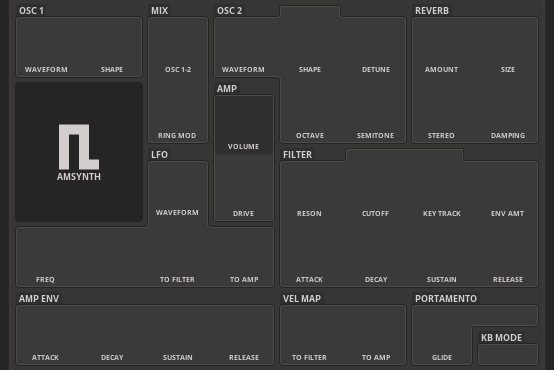 OSC 1
MIX
OSC 2
REVERB
WAVEFORM
SHAPE
OSC 1-2
WAVEFORM
SHAPE
DETUNE
AMOUNT
SIZE
AMP
RING MOD
OCTAVE
SEMITONE
STEREO
DAMPING
VOLUME
LFO
FILTER
AMSYNTH
WAVEFORM
DRIVE
RESON
CUTOFF
KEY TRACK
ENV AMT
FREQ
TO FILTER
TO AMP
ATTACK
DECAY
SUSTAIN
RELEASE
AMP ENV
VEL MAP
PORTAMENTO
KB MODE
ATTACK
DECAY
SUSTAIN
RELEASE
TO FILTER
TO AMP
GLIDE